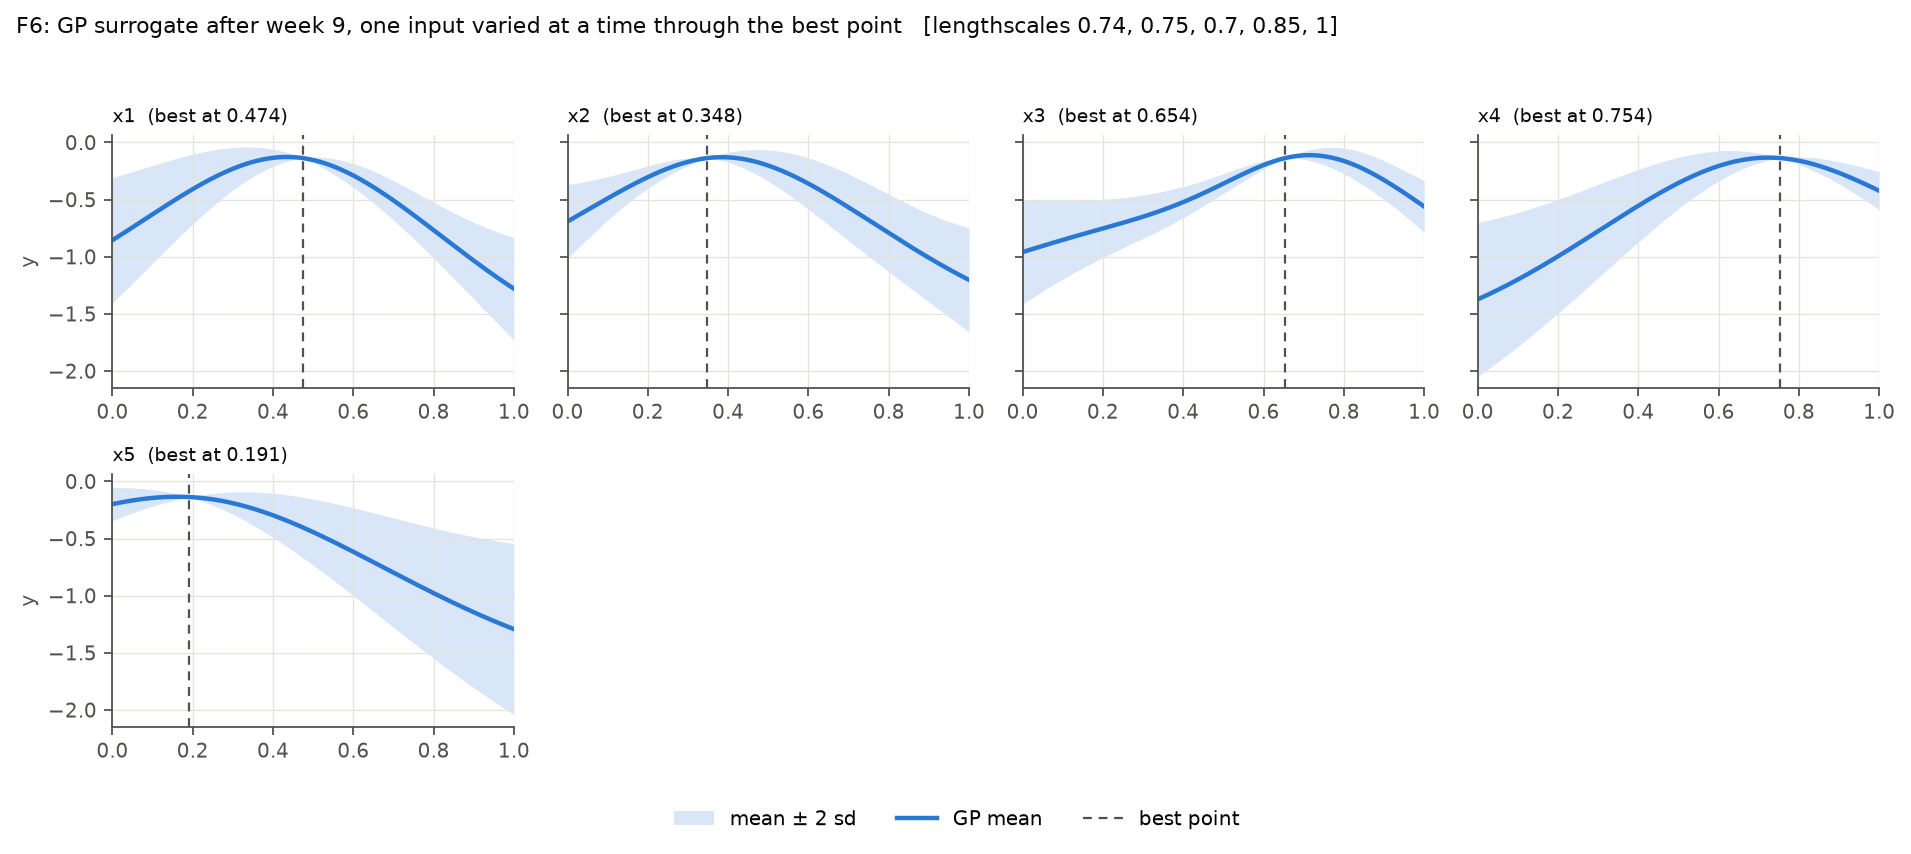 F6: GP surrogate after week 9, one input varied at a time through the best point   [lengthscales 0.74, 0.75, 0.7, 0.85, 1]
x1  (best at 0.474)
x2  (best at 0.348)
x3  (best at 0.654)
x4  (best at 0.754)
0.0
−0.5
−1.0
−1.5
−2.0
y
0.0 0.2 0.4 0.6 0.8 1.0
0.0 0.2 0.4 0.6 0.8 1.0
0.0 0.2 0.4 0.6 0.8 1.0
0.0 0.2 0.4 0.6 0.8 1.0
x5  (best at 0.191)
0.0
−0.5
−1.0
−1.5
−2.0
y
0.0 0.2 0.4 0.6 0.8 1.0
mean ± 2 sd
GP mean
best point